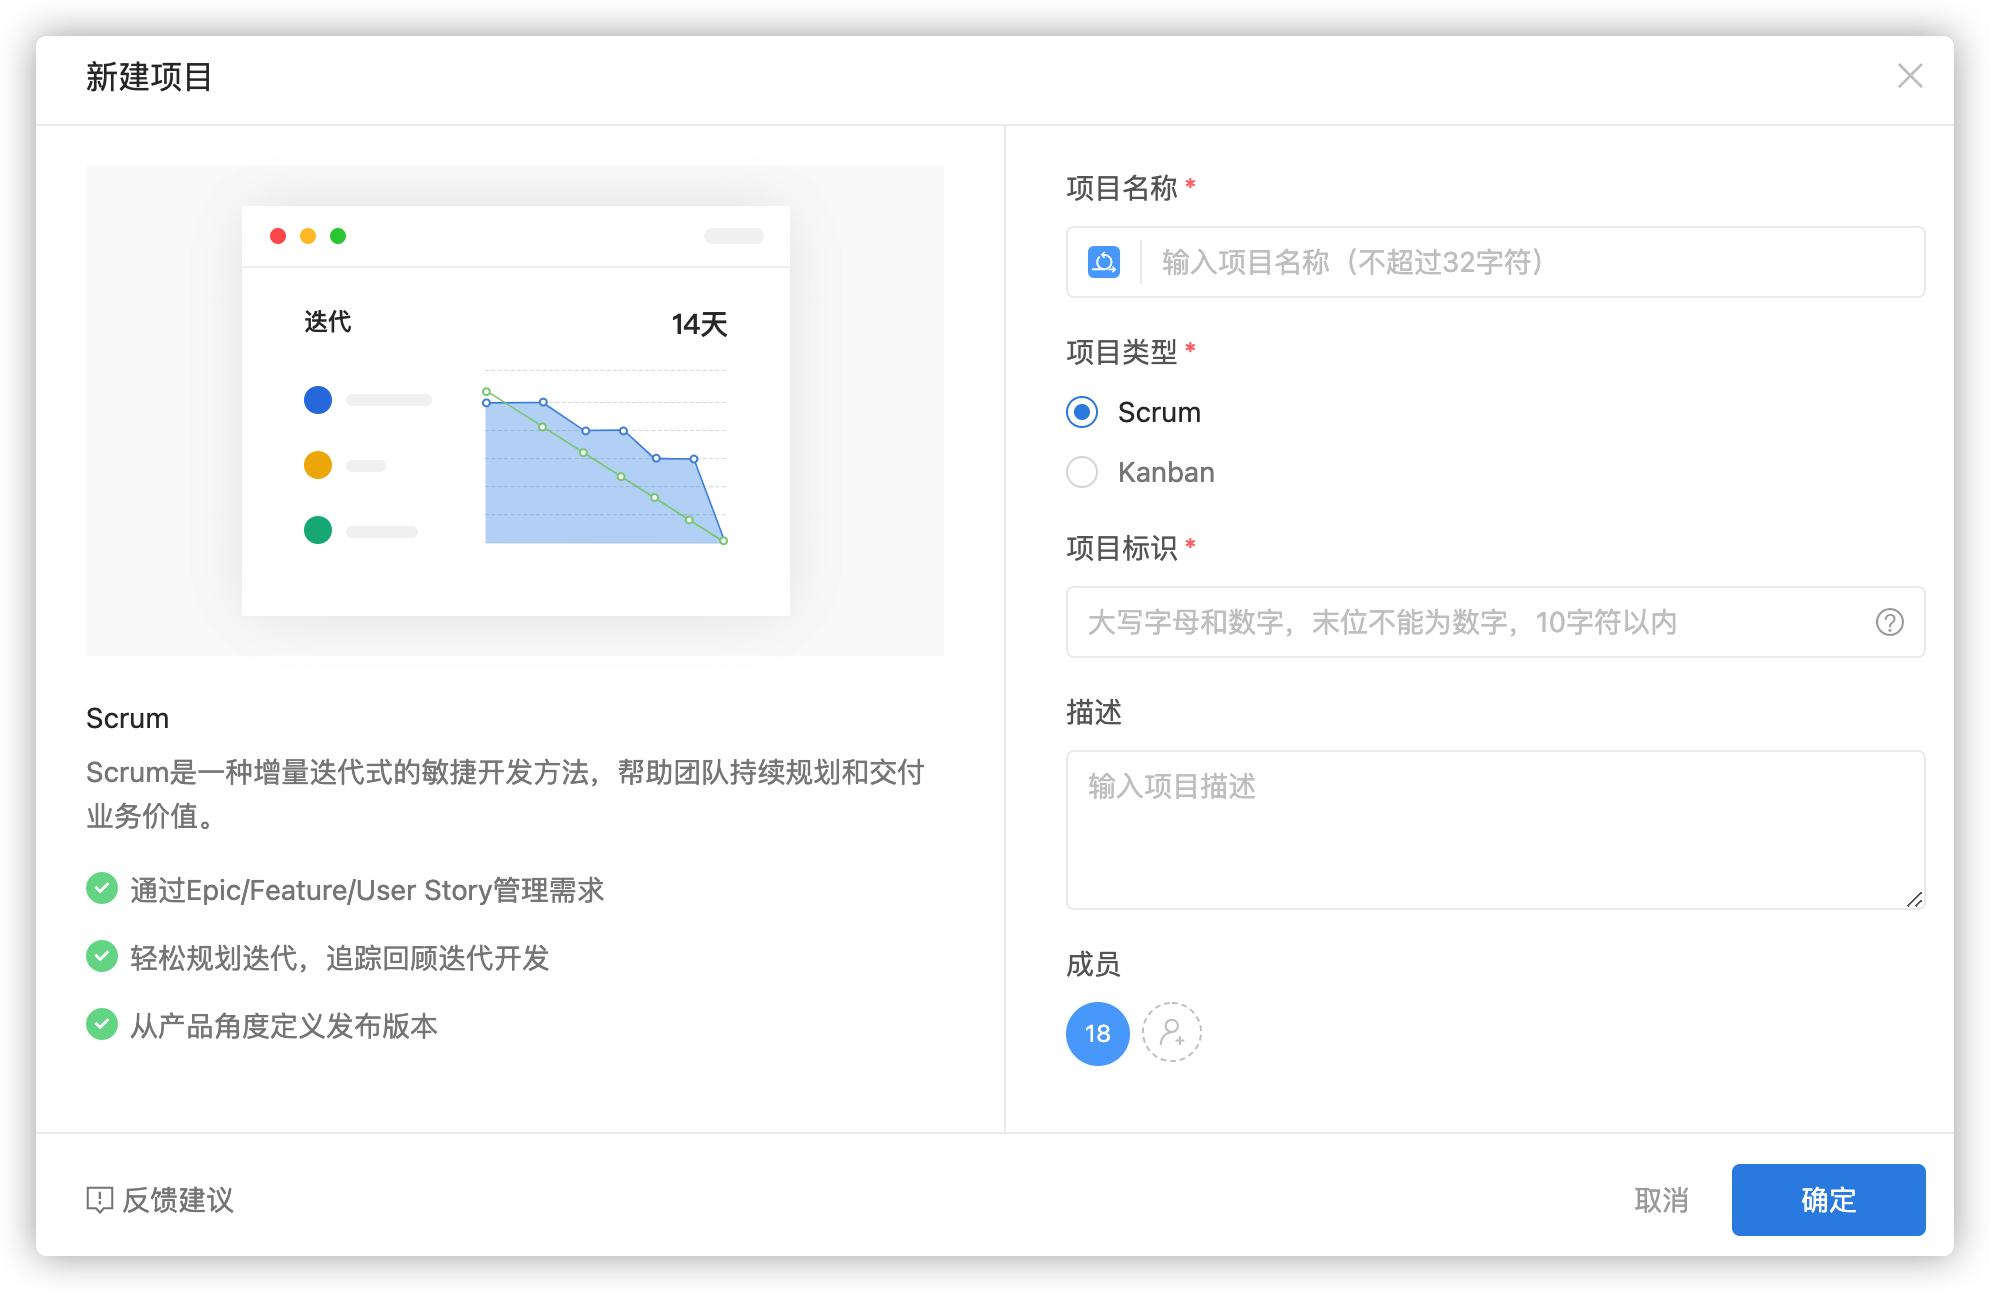 新建项目
迭代
14天
Scrum
Scrum是一种增量迭代式的敏捷开发方法，帮助团队持续规划和交付
业务价值。
通过Epic/Feature/User Story管理需求
轻松规划迭代，追踪回顾迭代开发
从产品角度定义发布版本
项目名称 *
输入项目名称（不超过32字符）
项目类型 *
Scrum
Kanban
项目标识 *
大写字母和数字，末位不能为数字，10字符以内
描述
输入项目描述
成员
18
反馈建议
取消
确定